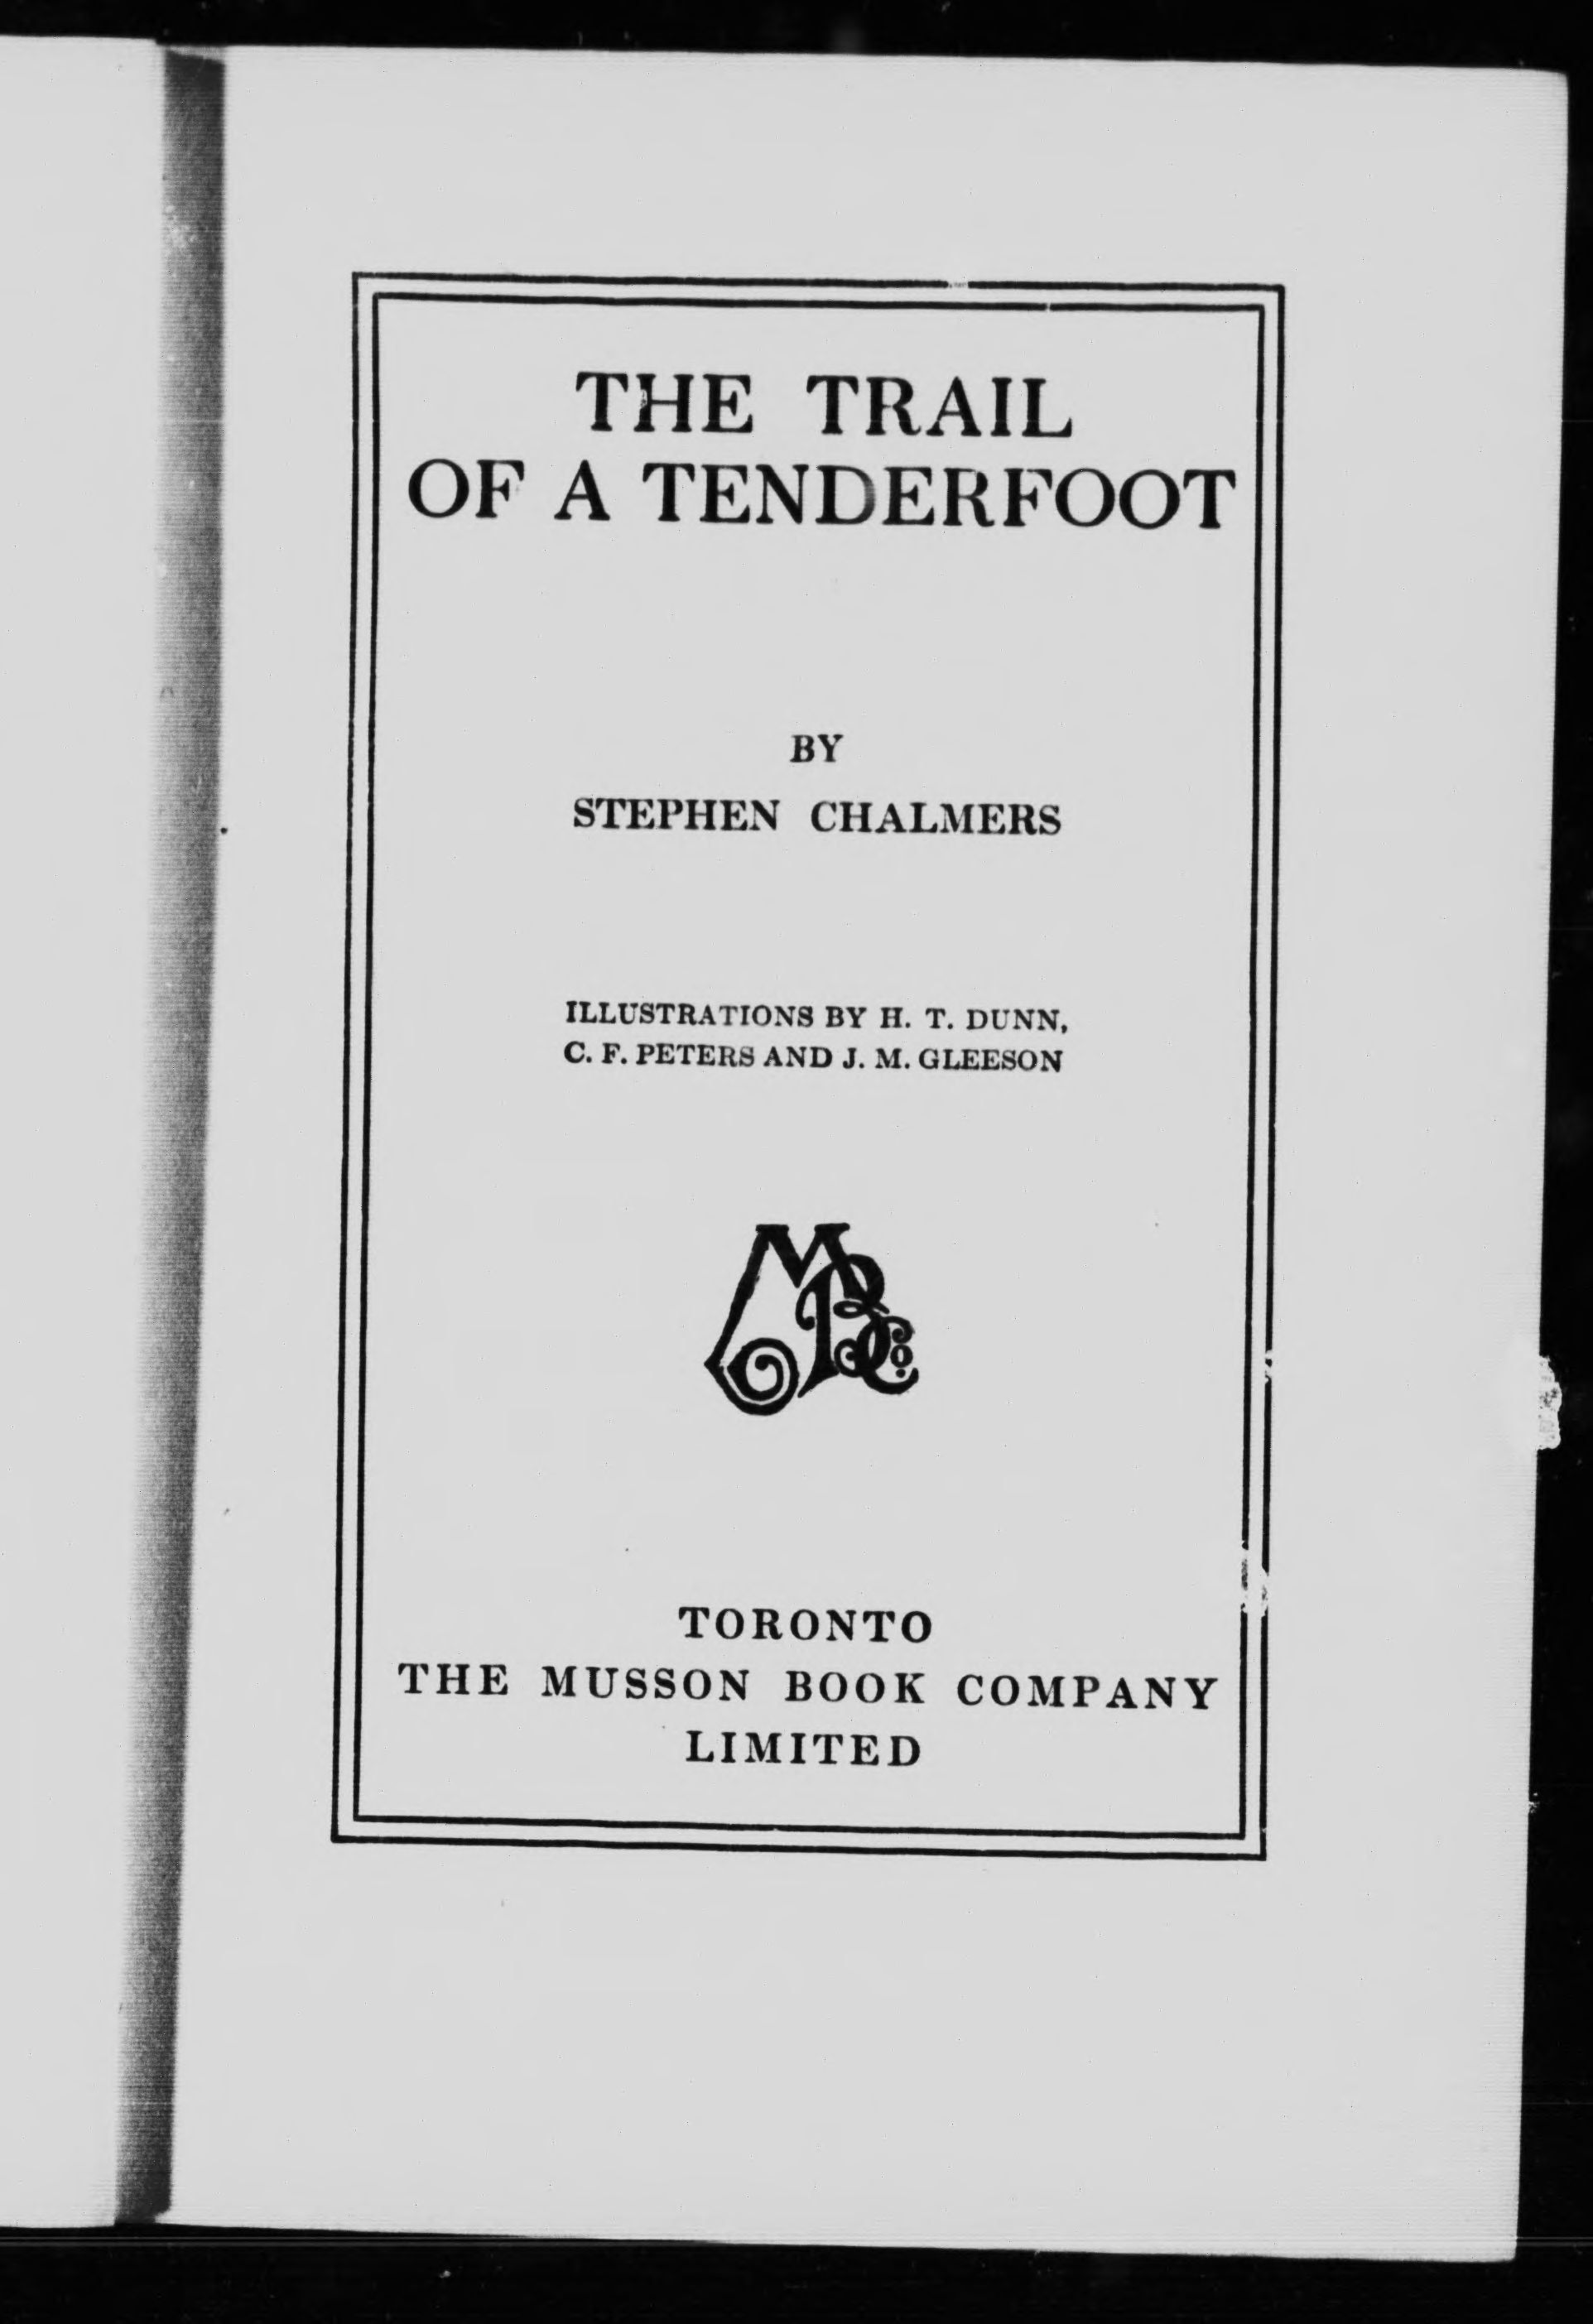 THE TRAIL
OF A TENDERFOOT
BY
STEPHEN CHALMERS
ILLUSTRATIONS BY H. T. DUNN,
C. F. PETERS AND J. M. GLEESON
MBCo.
TORONTO
THE MUSSON BOOK COMPANY
LIMITED